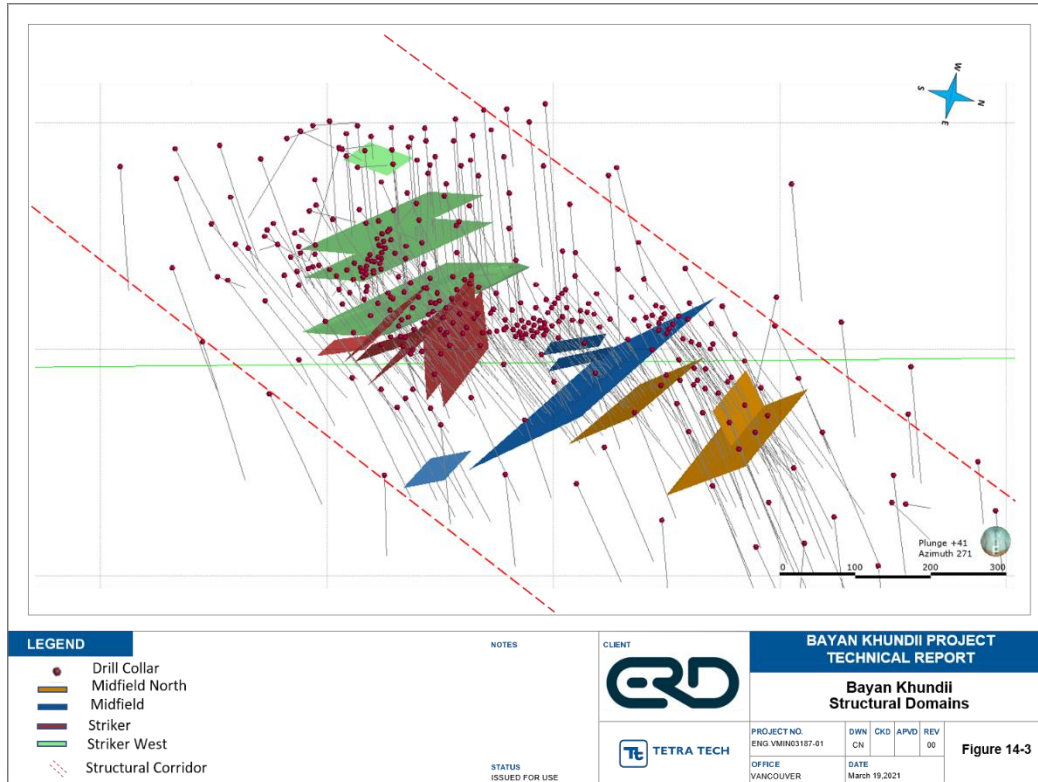 W
S
N
E
Plunge +41
Azimuth 271
0 100 200 300
LEGEND
Drill Collar
Midfield North
Midfield
Striker
Striker West
Structural Corridor
NOTES
STATUS
ISSUED FOR USE
CLIENT
ERD
Tt TETRA TECH
BAYAN KHUNDII PROJECT
TECHNICAL REPORT
Bayan Khundii
Structural Domains
PROJECT NO.
ENG.VMIN03187-01
DWN CKD APVD REV
CN 00
OFFICE
VANCOUVER
DATE
March 19,2021
Figure 14-3